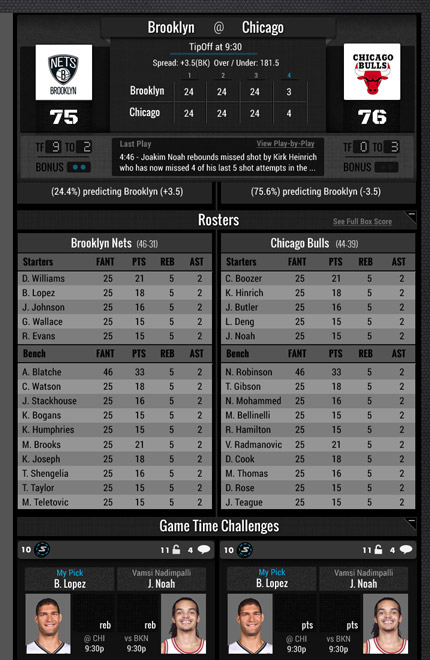 Brooklyn @ Chicago
TipOff at 9:30
Spread: +3.5(BK) Over / Under: 181.5
NETS
BROOKLYN
CHICAGO
BULLS
1 2 3 4
Brooklyn 24 24 24 3
Chicago 24 24 24 4
75
76
TF 9 TO 2
BONUS
Last Play View Play-by-Play
4:46 - Joakim Noah rebounds missed shot by Kirk Heinrich
who has now missed 4 of his last 5 shot attempts in the ...
TF 0 TO 3
BONUS
(24.4%) predicting Brooklyn (+3.5)
(75.6%) predicting Brooklyn (-3.5)
Rosters
See Full Box Score
Brooklyn Nets (46-31)
Starters FANT PTS REB AST
D. Williams 25 21 5 2
B. Lopez 25 18 5 2
J. Johnson 25 16 5 2
G. Wallace 25 15 5 2
R. Evans 25 15 5 2
Bench FANT PTS REB AST
A. Blatche 46 33 5 2
C. Watson 25 18 5 2
J. Stackhouse 25 16 5 2
K. Bogans 25 15 5 2
K. Humphries 25 15 5 2
M. Brooks 25 21 5 2
K. Joseph 25 18 5 2
T. Shengelia 25 16 5 2
T. Taylor 25 15 5 2
M. Teletovic 25 15 5 2
Chicago Bulls (44-39)
Starters FANT PTS REB AST
C. Boozer 25 21 5 2
K. Hinrich 25 18 5 2
J. Butler 25 16 5 2
L. Deng 25 15 5 2
J. Noah 25 15 5 2
Bench FANT PTS REB AST
N. Robinson 46 33 5 2
T. Gibson 25 18 5 2
N. Mohammed 25 16 5 2
M. Bellinelli 25 15 5 2
R. Hamilton 25 15 5 2
V. Radmanovic 25 21 5 2
D. Cook 25 18 5 2
M. Thomas 25 16 5 2
D. Rose 25 15 5 2
J. Teague 25 15 5 2
Game Time Challenges
10 S 11 4
My Pick Vamsi Nadimpalli
B. Lopez J. Noah
reb reb
@ CHI vs BKN
9:30p 9:30p
10 S 11 4
My Pick Vamsi Nadimpalli
B. Lopez J. Noah
pts pts
@ CHI vs BKN
9:30p 9:30p